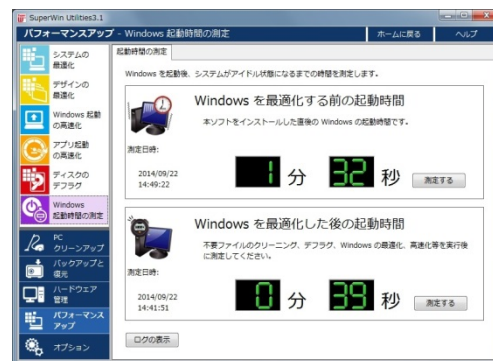 SuperWin Utilities3.1
パフォーマンスアップ - Windows 起動時間の測定
ホームに戻る
ヘルプ
システムの
最適化
デザインの
最適化
Windows 起動
の高速化
アプリ起動
の高速化
ディスクの
デフラグ
Windows
起動時間の測定
PC
クリーンアップ
バックアップと
復元
ハードウェア
管理
パフォーマンス
アップ
オプション
起動時間の測定
Windows を起動後、システムがアイドル状態になるまでの時間を測定します。
Windows を最適化する前の起動時間
本ソフトをインストールした直後の Windows の起動時間です。
測定日時:
2014/09/22
14:49:22
1 分 32 秒
測定する
Windows を最適化した後の起動時間
不要ファイルのクリーニング、デフラグ、Windows の最適化、高速化等を実行後
に測定してください。
測定日時:
2014/09/22
14:41:51
0 分 39 秒
測定する
ログの表示